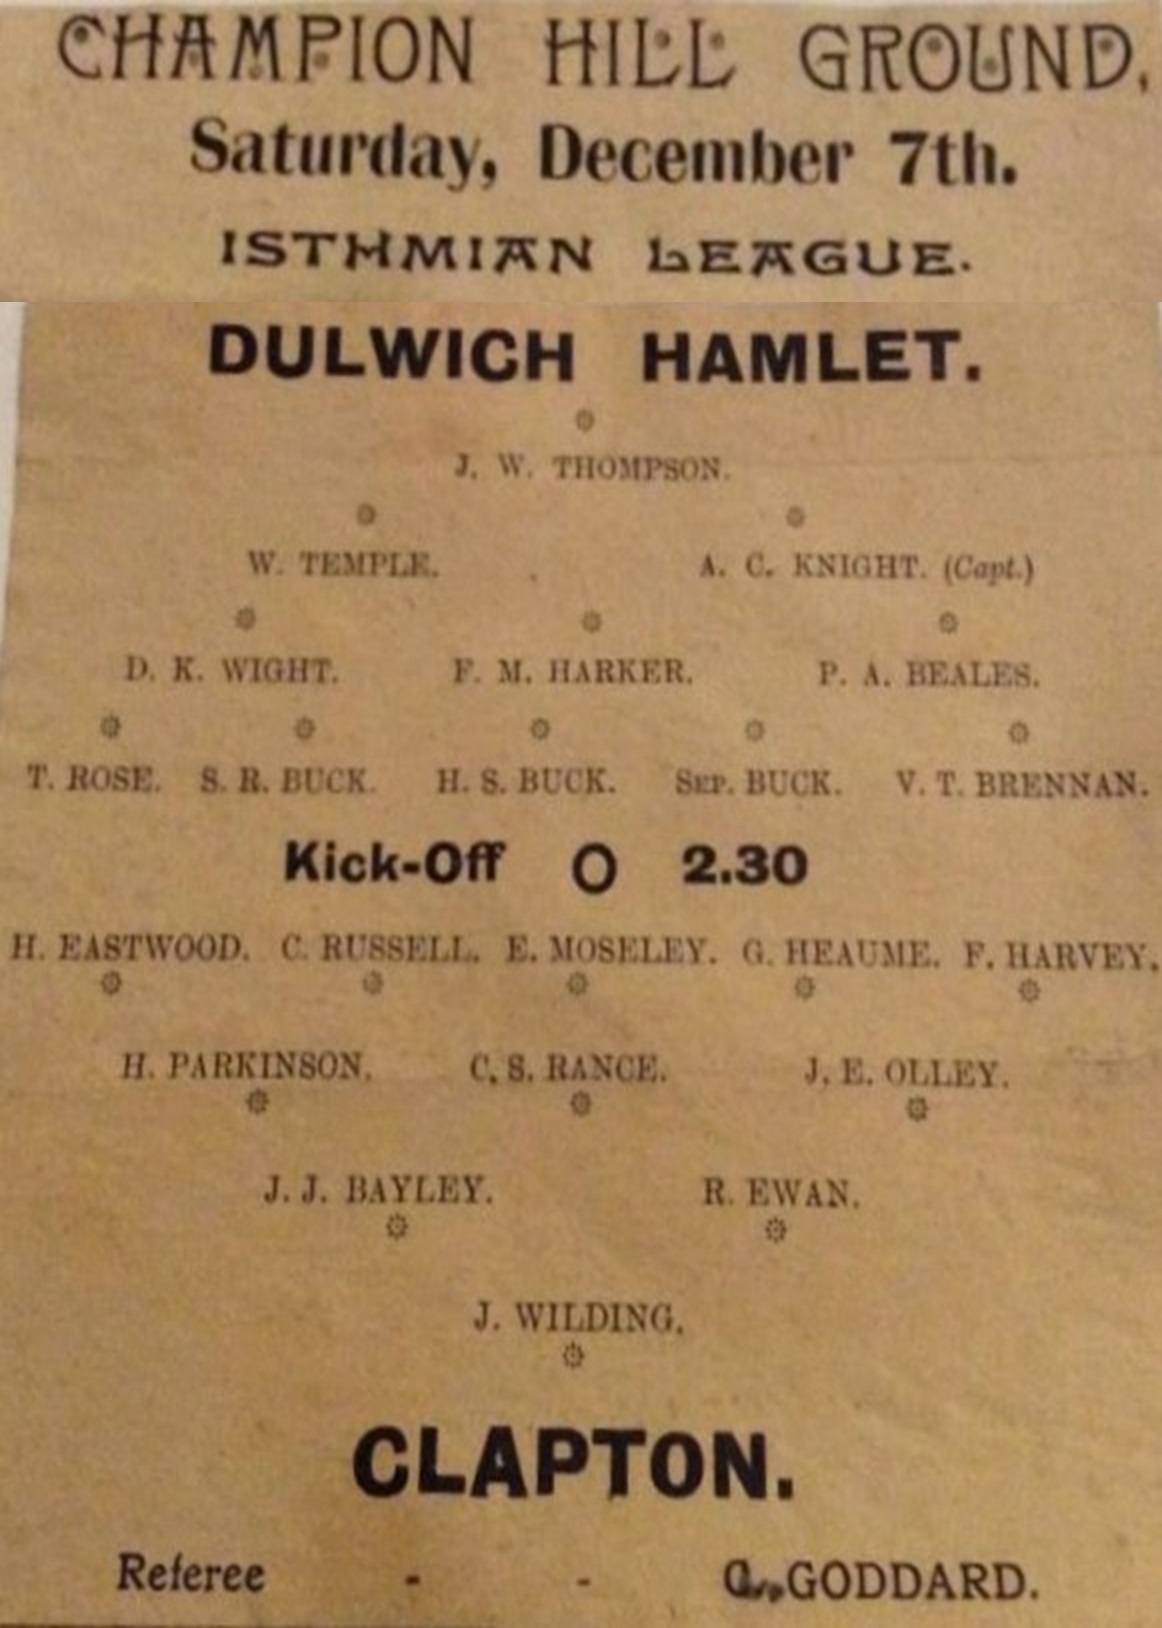 CHAMPION HILL GROUND,
Saturday, December 7th.
ISTHMIAN LEAGUE.
DULWICH HAMLET.
J. W. THOMPSON.
W. TEMPLE. A. C. KNIGHT. (Capt.)
D. K. WIGHT. F. M. HARKER. P. A. BEALES.
T. ROSE. S. R. BUCK. H. S. BUCK. SEP. BUCK. V. T. BRENNAN.
Kick-Off O 2.30
H. EASTWOOD. C. RUSSELL. E. MOSELEY. G. HEAUME. F. HARVEY.
H. PARKINSON. C. S. RANCE. J. E. OLLEY.
J. J. BAYLEY. R. EWAN.
J. WILDING.
CLAPTON.
Referee - - GODDARD.